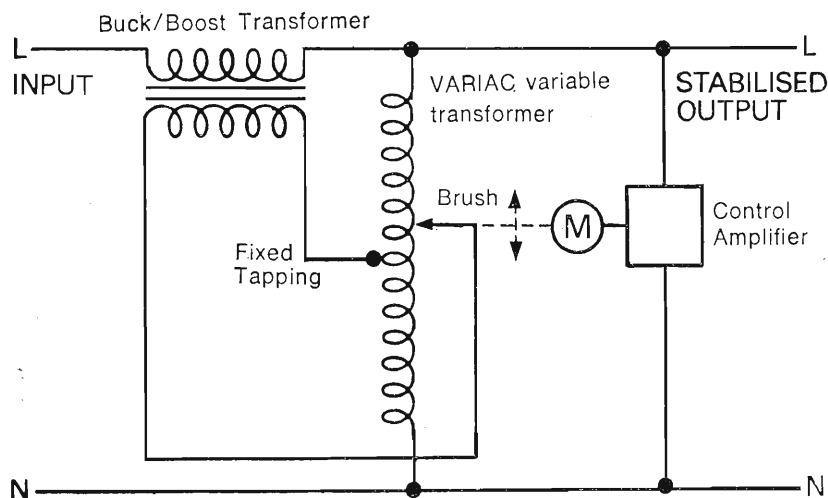 Buck/Boost Transformer
L
L
INPUT
VARIAC variable
transformer
STABILISED
OUTPUT
Brush
M
Control
Amplifier
Fixed
Tapping
N
N